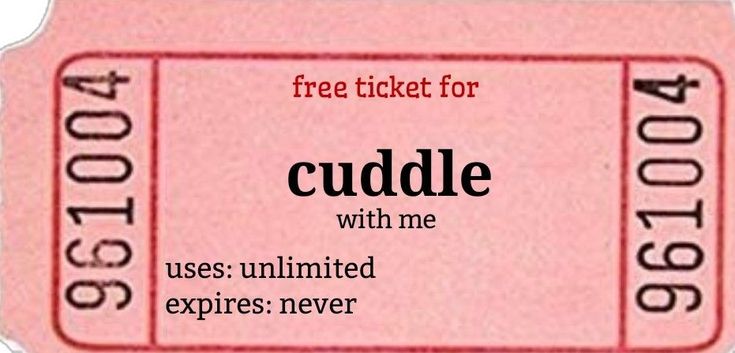 961004
free ticket for
cuddle
with me
uses: unlimited
expires: never
961004